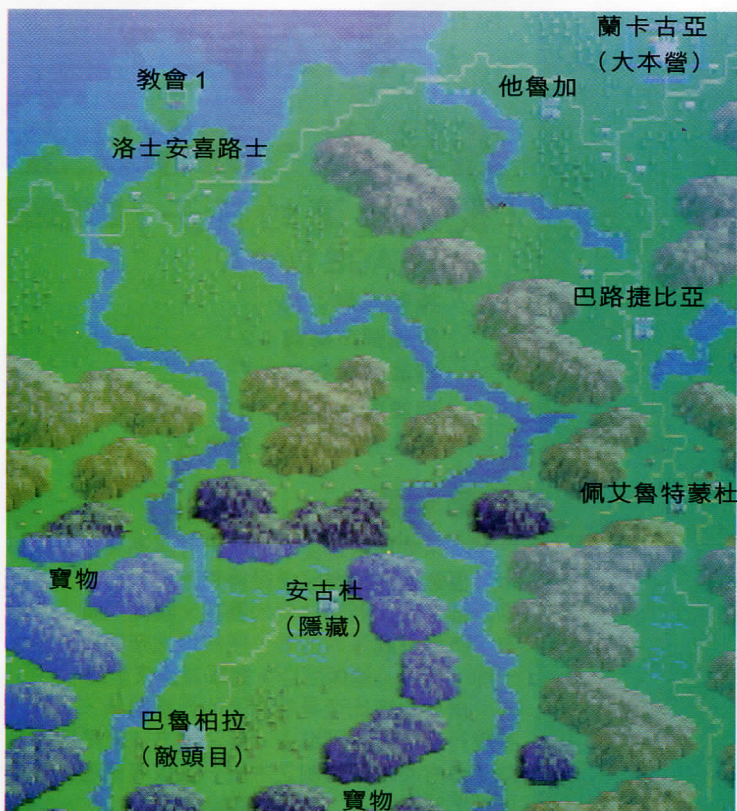 蘭卡古亞
（大本營）
教會1
他魯加
洛士安喜路士
巴路捷比亞
佩艾魯特蒙杜
寶物
安古杜
（隱藏）
巴魯柏拉
（敵頭目）
寶物